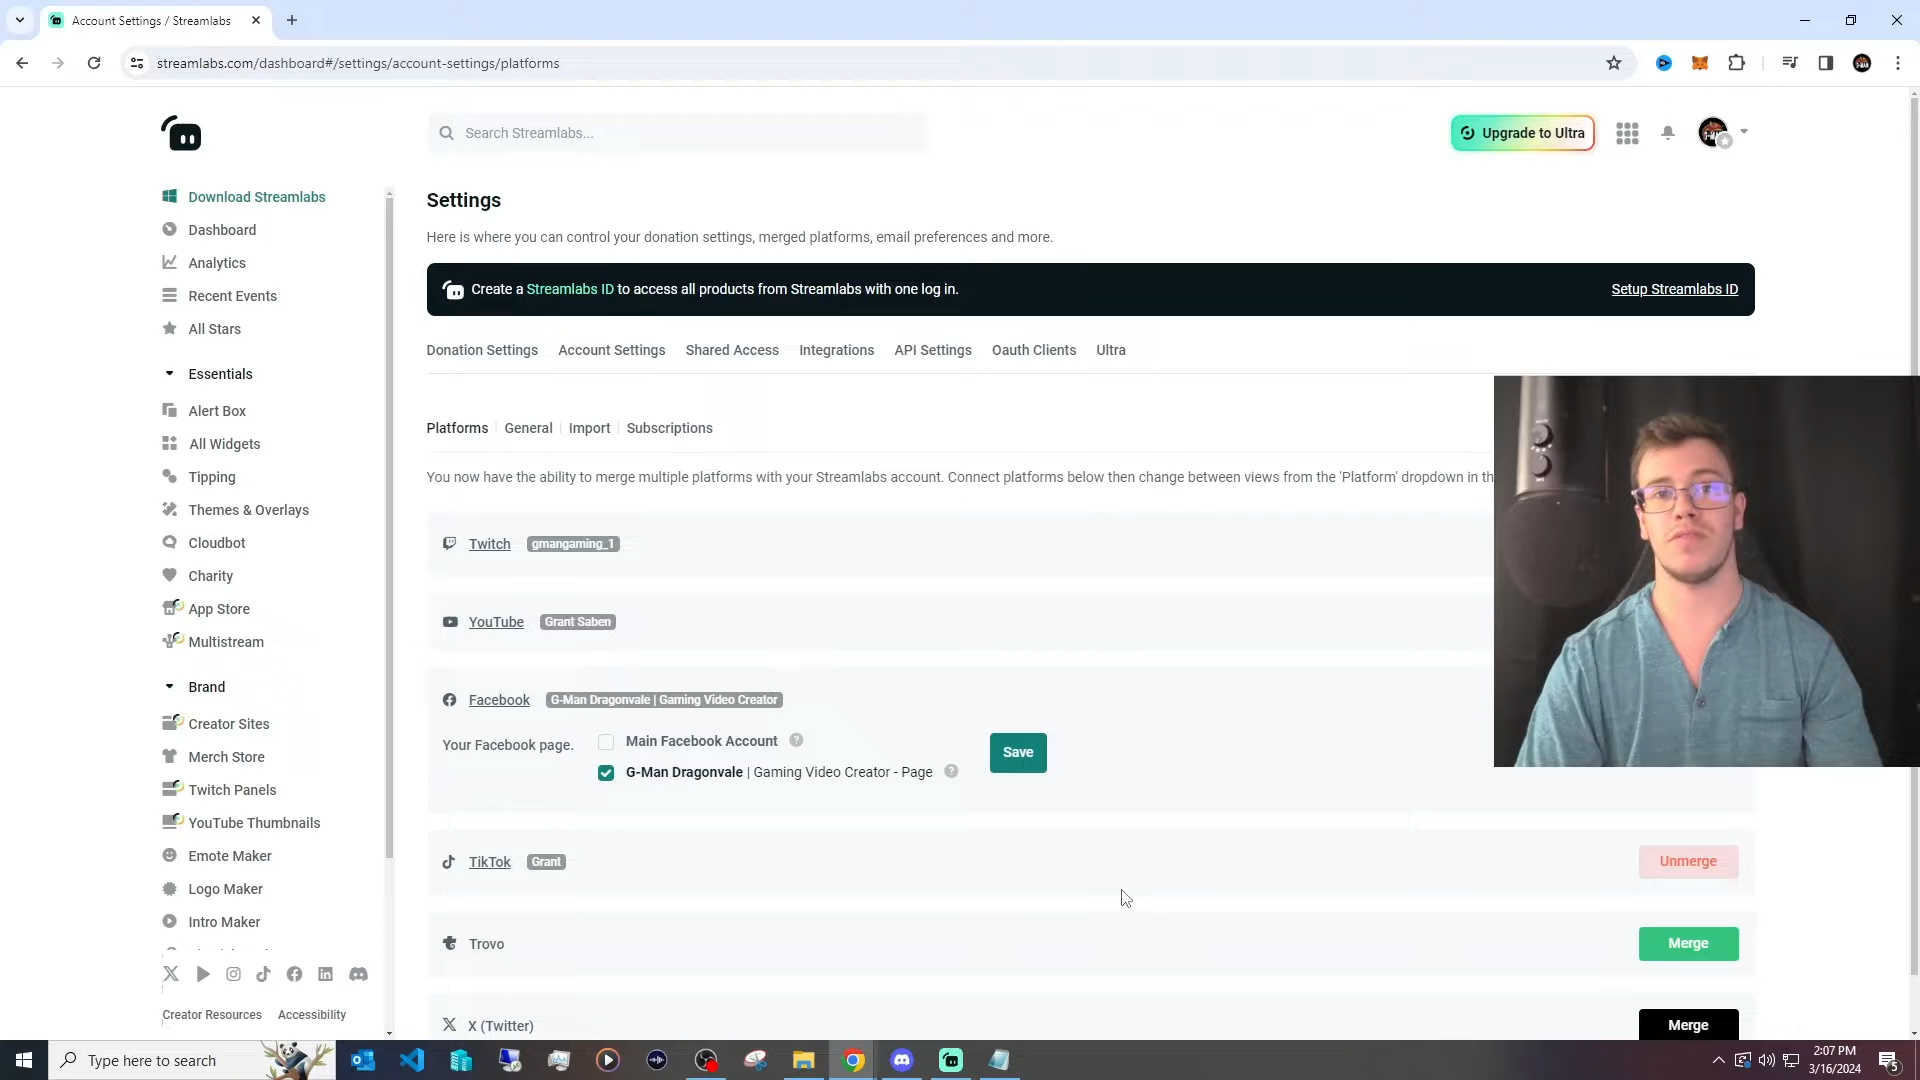 Account Settings / Streamlabs
streamlabs.com/dashboard#/settings/account-settings/platforms
Search Streamlabs...
Upgrade to Ultra
Download Streamlabs
Dashboard
Analytics
Recent Events
All Stars
Essentials
Alert Box
All Widgets
Tipping
Themes & Overlays
Cloudbot
Charity
App Store
Multistream
Brand
Creator Sites
Merch Store
Twitch Panels
YouTube Thumbnails
Emote Maker
Logo Maker
Intro Maker
Creator Resources Accessibility
Settings
Here is where you can control your donation settings, merged platforms, email preferences and more.
Create a Streamlabs ID to access all products from Streamlabs with one log in. Setup Streamlabs ID
Donation Settings Account Settings Shared Access Integrations API Settings Oauth Clients Ultra
Platforms General Import Subscriptions
You now have the ability to merge multiple platforms with your Streamlabs account. Connect platforms below then change between views from the 'Platform' dropdown in th
Twitch gmangaming_1
YouTube Grant Saben
Facebook G-Man Dragonvale | Gaming Video Creator
Your Facebook page.
Main Facebook Account ?
G-Man Dragonvale | Gaming Video Creator - Page ?
Save
TikTok Grant Unmerge
Trovo Merge
X (Twitter) Merge
Type here to search
2:07 PM
3/16/2024
5